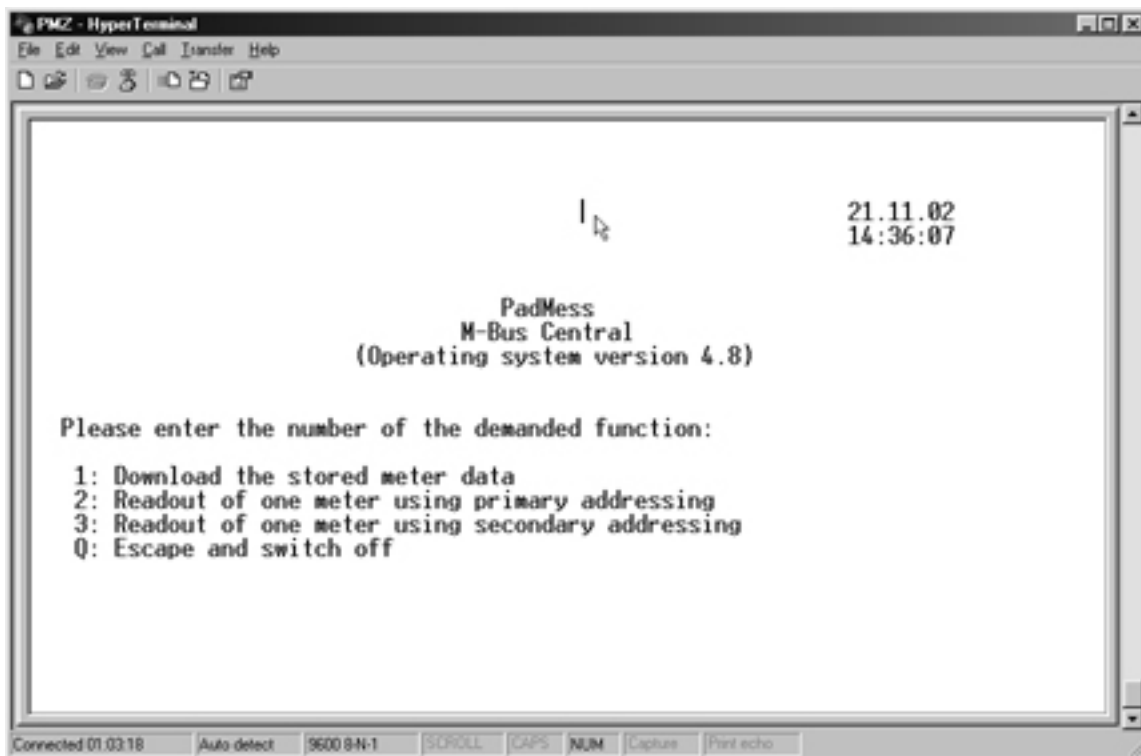 PMZ - HyperTerminal
File Edit View Call Transfer Help
21.11.02
14:36:07
PadMess
M-Bus Central
(Operating system version 4.8)
Please enter the number of the demanded function:
1: Download the stored meter data
2: Readout of one meter using primary addressing
3: Readout of one meter using secondary addressing
Q: Escape and switch off
Connected 01:03:18 Auto detect 9600 8-N-1 SCROLL CAPS NUM Capture Print echo